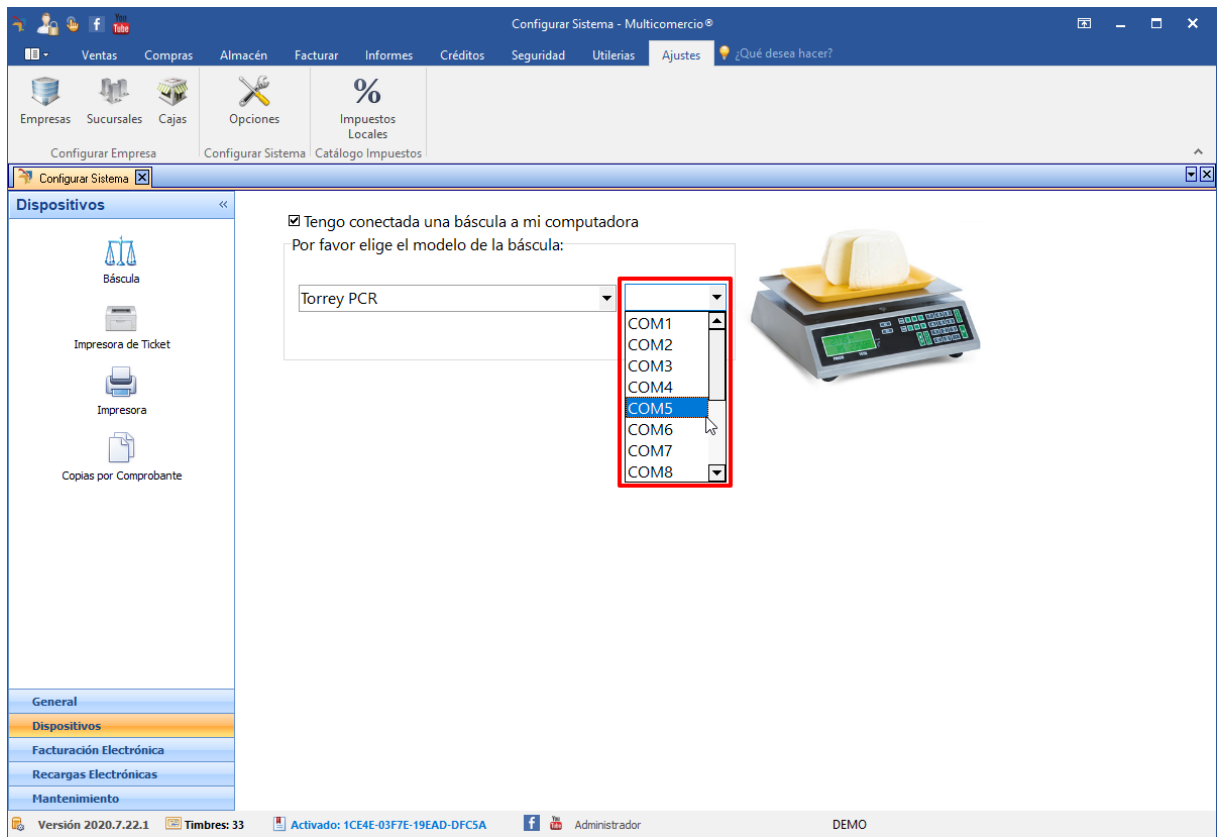 You
Tube
Configurar Sistema - Multicomercio®
Ventas Compras Almacén Facturar Informes Créditos Seguridad Utilerias Ajustes ¿Qué desea hacer?
Empresas Sucursales Cajas Opciones Impuestos
Locales
Configurar Empresa Configurar Sistema Catálogo Impuestos
Configurar Sistema
Dispositivos «
Tengo conectada una báscula a mi computadora
Por favor elige el modelo de la báscula:
Báscula
Torrey PCR
COM1
COM2
COM3
COM4
COM5
COM6
COM7
COM8
Impresora de Ticket
Impresora
Copias por Comprobante
General
Dispositivos
Facturación Electrónica
Recargas Electrónicas
Mantenimiento
Versión 2020.7.22.1 Timbres: 33 Activado: 1CE4E-03F7E-19EAD-DFC5A Administrador DEMO